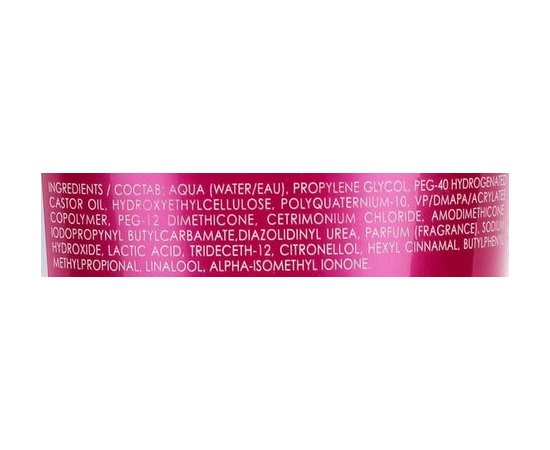 INGREDIENTS / СОСТАВ: AQUA (WATER/EAU), PROPYLENE GLYCOL, PEG-40 HYDROGENATED
CASTOR OIL, HYDROXYETHYLCELLULOSE, POLYQUATERNIUM-10, VP/DMAPA/ACRYLATES
COPOLYMER, PEG-12 DIMETHICONE, CETRIMONIUM CHLORIDE, AMODIMETHICONE,
IODOPROPYNYL BUTYLCARBAMATE,DIAZOLIDINYL UREA, PARFUM (FRAGRANCE), SODIUM
HYDROXIDE, LACTIC ACID, TRIDECETH-12, CITRONELLOL, HEXYL CINNAMAL, BUTYLPHENYL
METHYLPROPIONAL, LINALOOL, ALPHA-ISOMETHYL IONONE.